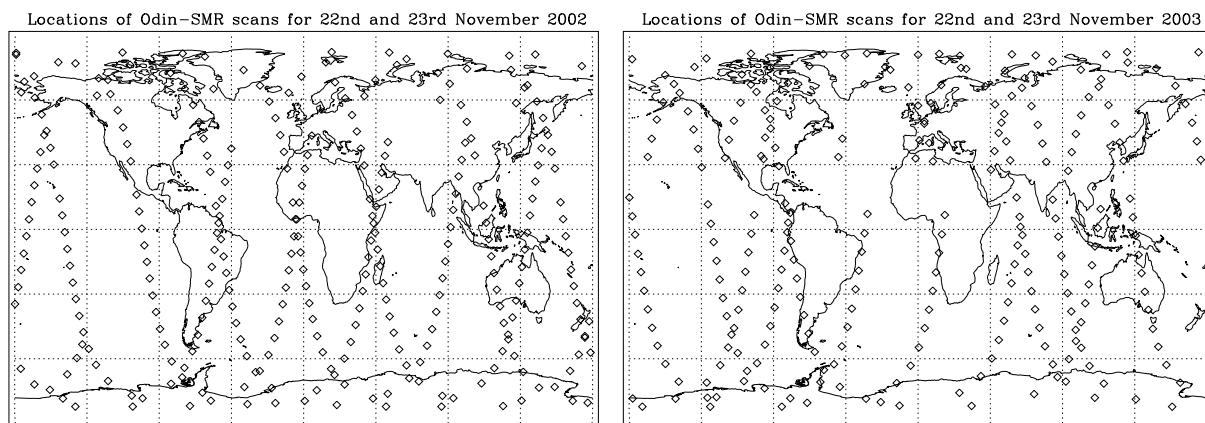 Locations of Odin-SMR scans for 22nd and 23rd November 2002
Locations of Odin-SMR scans for 22nd and 23rd November 2003